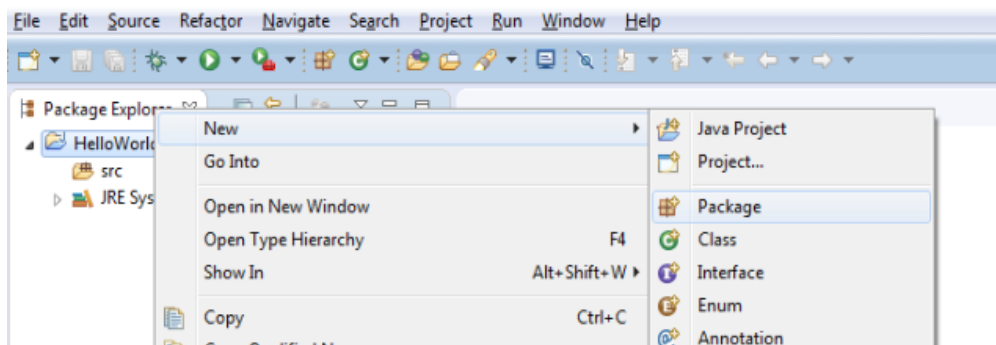 File Edit Source Refactor Navigate Search Project Run Window Help
Package Explorer
HelloWorld
src
JRE Sys
New
Go Into
Open in New Window
Open Type Hierarchy F4
Show In Alt+Shift+W
Copy Ctrl+C
Java Project
Project...
Package
Class
Interface
Enum
Annotation